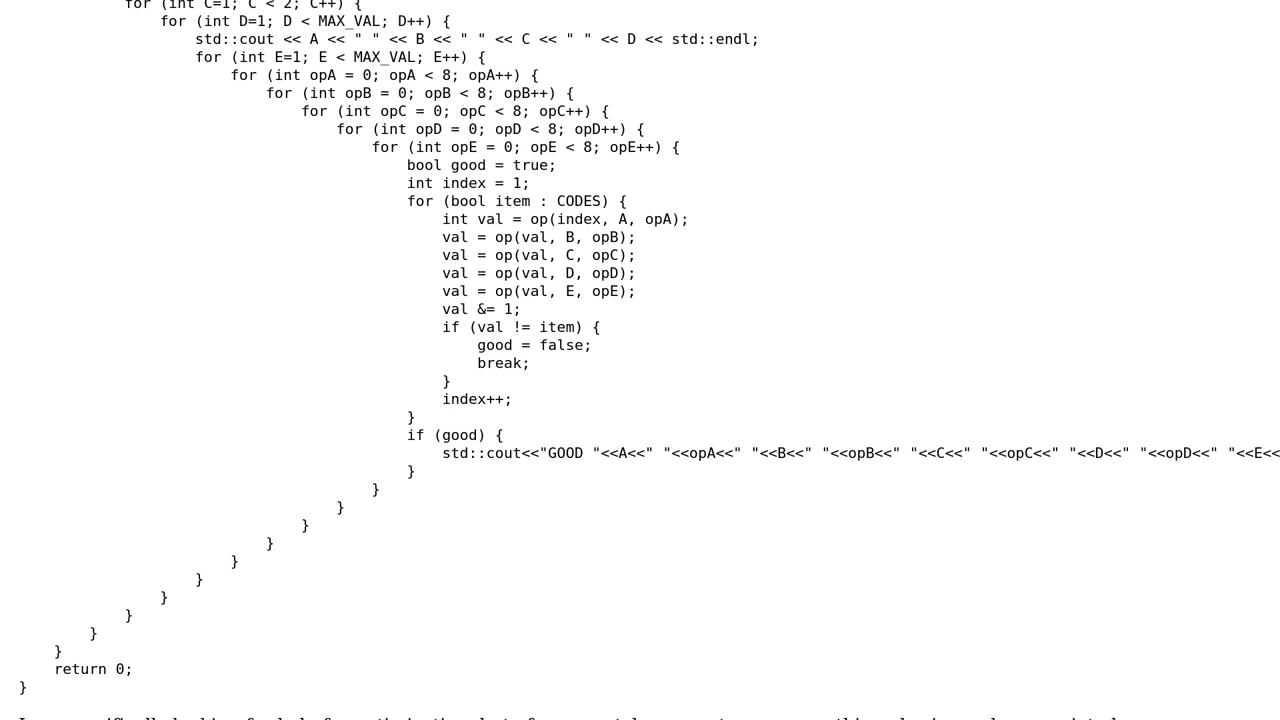 for (int C=1; C < 2; C++) {
for (int D=1; D < MAX_VAL; D++) {
std::cout << A << " " << B << " " << C << " " << D << std::endl;
for (int E=1; E < MAX_VAL; E++) {
for (int opA = 0; opA < 8; opA++) {
for (int opB = 0; opB < 8; opB++) {
for (int opC = 0; opC < 8; opC++) {
for (int opD = 0; opD < 8; opD++) {
for (int opE = 0; opE < 8; opE++) {
bool good = true;
int index = 1;
for (bool item : CODES) {
int val = op(index, A, opA);
val = op(val, B, opB);
val = op(val, C, opC);
val = op(val, D, opD);
val = op(val, E, opE);
val &= 1;
if (val != item) {
good = false;
break;
}
index++;
}
if (good) {
std::cout<<"GOOD "<<A<<" "<<opA<<" "<<B<<" "<<opB<<" "<<C<<" "<<opC<<" "<<D<<" "<<opD<<" "<<E<<
}
}
}
}
}
}
}
}
}
}
}
return 0;
}